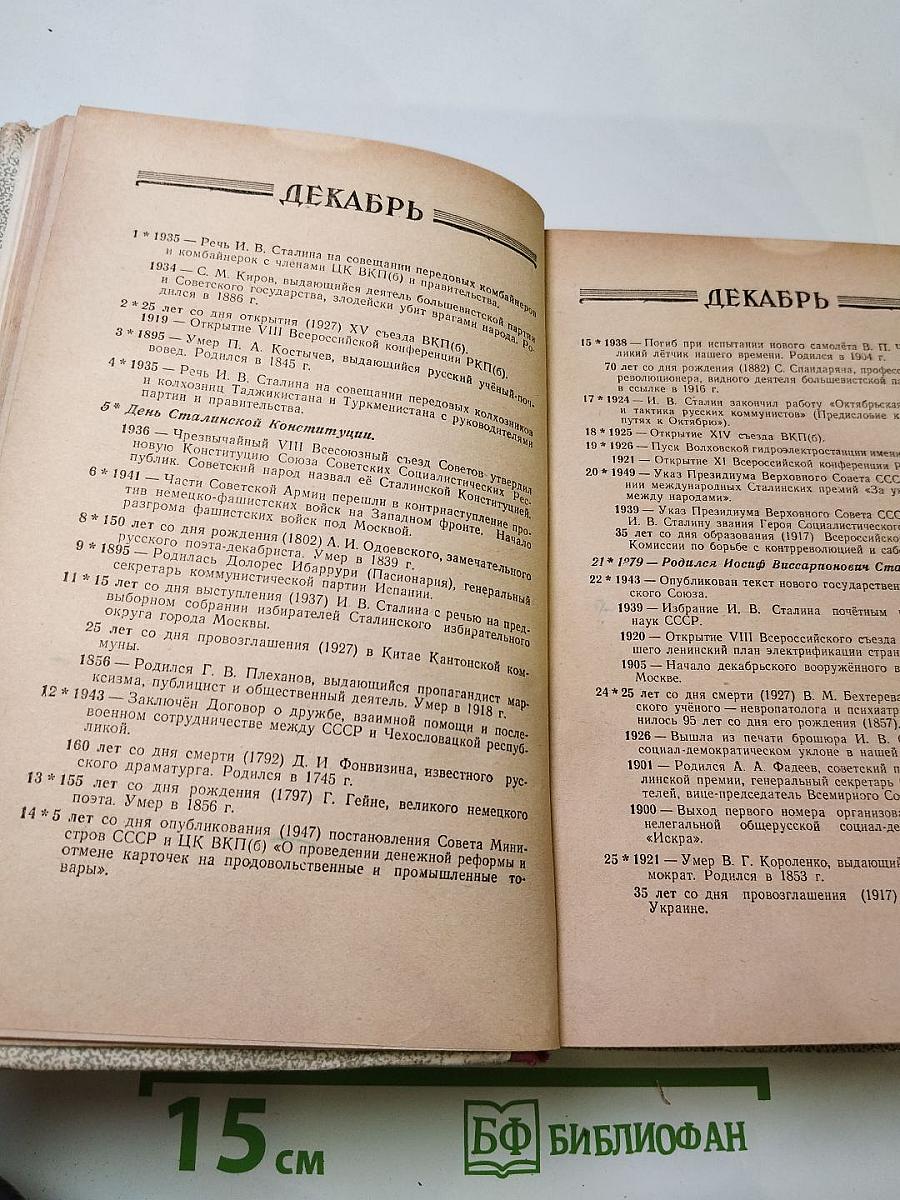 ДЕКАБРЬ
1 * 1935 — Речь И. В. Сталина на совещании передовых комбайнеров
и комбайнерок с членами ЦК ВКП(б) и правительства.
1934 — С. М. Киров, выдающийся деятель большевистской партии
и Советского государства, злодейски убит врагами народа. Ро-
дился в 1886 г.
2 * 25 лет со дня открытия (1927) XV съезда ВКП(б).
1919 — Открытие VIII Всероссийской конференции РКП(б).
3 * 1895 — Умер П. А. Костычев, выдающийся русский учёный-поч-
вовед. Родился в 1845 г.
4 * 1935 — Речь И. В. Сталина на совещании передовых колхозников
и колхозниц Таджикистана и Туркменистана с руководителями
партии и правительства.
5 * День Сталинской Конституции.
1936 — Чрезвычайный VIII Всесоюзный съезд Советов утвердил
новую Конституцию Союза Советских Социалистических Рес-
публик. Советский народ назвал её Сталинской Конституцией.
6 * 1941 — Части Советской Армии перешли в контрнаступление про-
тив немецко-фашистских войск на Западном фронте. Начало
разгрома фашистских войск под Москвой.
8 * 150 лет со дня рождения (1802) А. И. Одоевского, замечательного
русского поэта-декабриста. Умер в 1839 г.
9 * 1895 — Родилась Долорес Ибаррури (Пасионария), генеральный
секретарь коммунистической партии Испании.
11 * 15 лет со дня выступления (1937) И. В. Сталина с речью на пред-
выборном собрании избирателей Сталинского избирательного
округа города Москвы.
25 лет со дня провозглашения (1927) в Китае Кантонской ком-
муны.
1856 — Родился Г. В. Плеханов, выдающийся пропагандист мар-
ксизма, публицист и общественный деятель. Умер в 1918 г.
12 * 1943 — Заключён Договор о дружбе, взаимной помощи и после-
военном сотрудничестве между СССР и Чехословацкой респуб-
ликой.
160 лет со дня смерти (1792) Д. И. Фонвизина, известного рус-
ского драматурга. Родился в 1745 г.
13 * 155 лет со дня рождения (1797) Г. Гейне, великого немецкого
поэта. Умер в 1856 г.
14 * 5 лет со дня опубликования (1947) постановления Совета Мини-
стров СССР и ЦК ВКП(б) «О проведении денежной реформы и
отмене карточек на продовольственные и промышленные то-
вары».
ДЕКАБРЬ
15 * 1938 — Погиб при испытании нового самолёта В. П.
ликий лётчик нашего времени. Родился в 1904 г.
70 лет со дня рождения (1882) С. Спандаряна,
революционера, видного деятеля большевистской
в ссылке в 1916 г.
17 * 1924 — И. В. Сталин закончил работу «Октябрьская
и тактика русских коммунистов» (Предисловие к
путях к Октябрю»).
18 * 1925 — Открытие XIV съезда ВКП(б).
19 * 1926 — Пуск Волховской гидроэлектростанции имени
1921 — Открытие XI Всероссийской конференции
20 * 1949 — Указ Президиума Верховного Совета СССР
нии международных Сталинских премий «За
между народами».
1939 — Указ Президиума Верховного Совета СССР
И. В. Сталину звания Героя Социалистического
35 лет со дня образования (1917) Всероссийской
Комиссии по борьбе с контрреволюцией и
21 * 1879 — Родился Иосиф Виссарионович
22 * 1943 — Опубликован текст нового
ского Союза.
1939 — Избрание И. В. Сталина почётным
наук СССР.
1920 — Открытие VIII Всероссийского съезда
шего ленинский план электрификации
1905 — Начало декабрьского вооружённого
Москве.
24 * 25 лет со дня смерти (1927) В. М. Бехтерева
ского учёного — невропатолога и
нилось 95 лет со дня его рождения (1857).
1926 — Вышла из печати брошюра И. В.
социал-демократическом уклоне в нашей
1901 — Родился А. А. Фадеев, советский
линской премии, генеральный секретарь
телей, вице-председатель Всемирного
1900 — Выход первого номера
нелегальной общерусской
«Искра».
25 * 1921 — Умер В. Г. Короленко,
мократ. Родился в 1853 г.
35 лет со дня провозглашения (1917)
Украине.
15 см
БФ БИБЛИОФАН